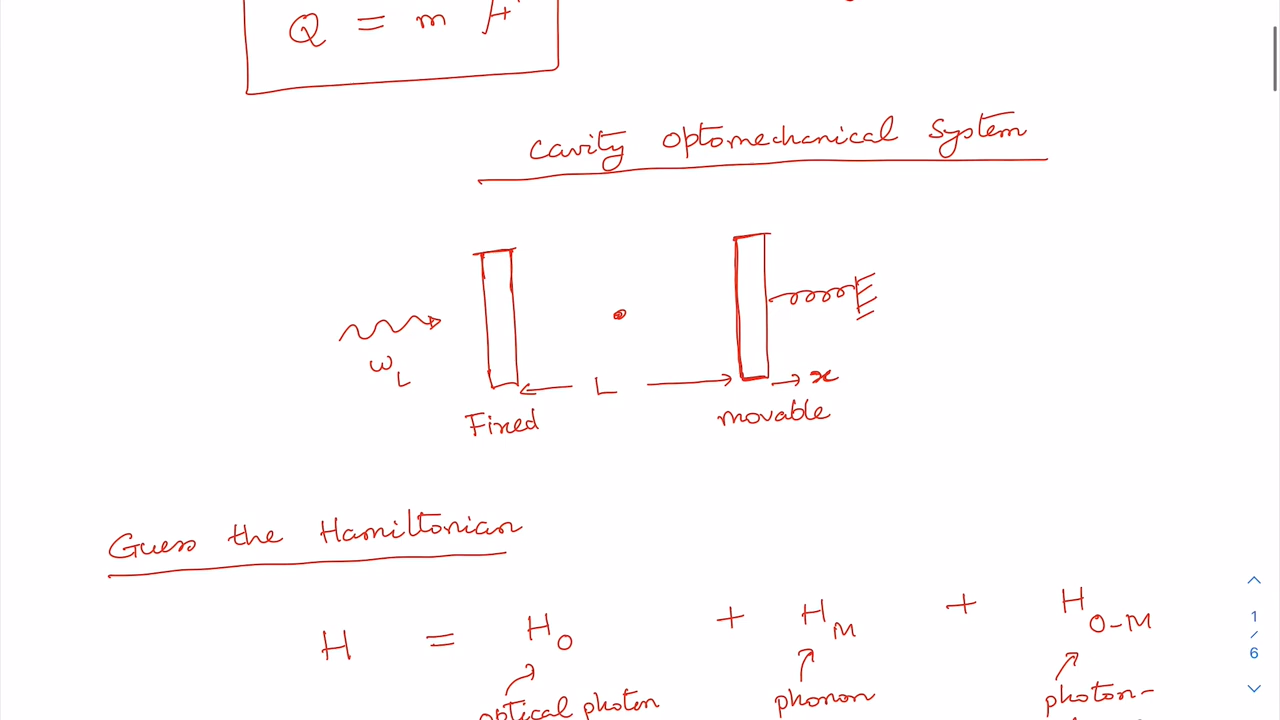 Q = m
Cavity Optomechanical System
ω_L
L
x
Fixed
movable
Guess the Hamiltonian
H = H_O + H_M + H_O-M
optical photon
phonon
photon-
1
/
6